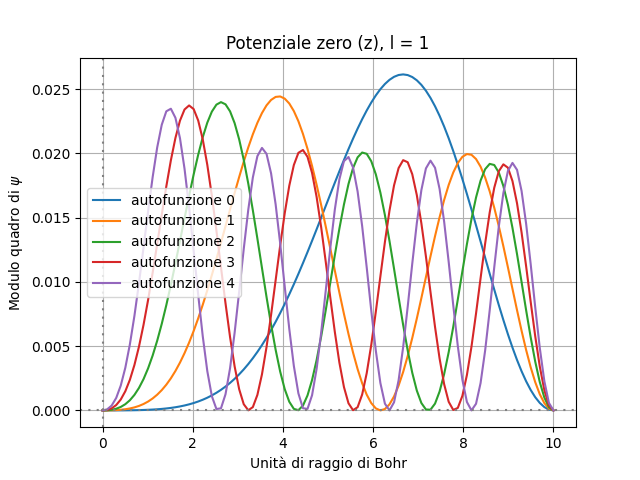 Potenziale zero (z), l = 1
0.025
0.020
0.015
0.010
0.005
0.000
Modulo quadro di ψ
autofunzione 0
autofunzione 1
autofunzione 2
autofunzione 3
autofunzione 4
0 2 4 6 8 10
Unità di raggio di Bohr